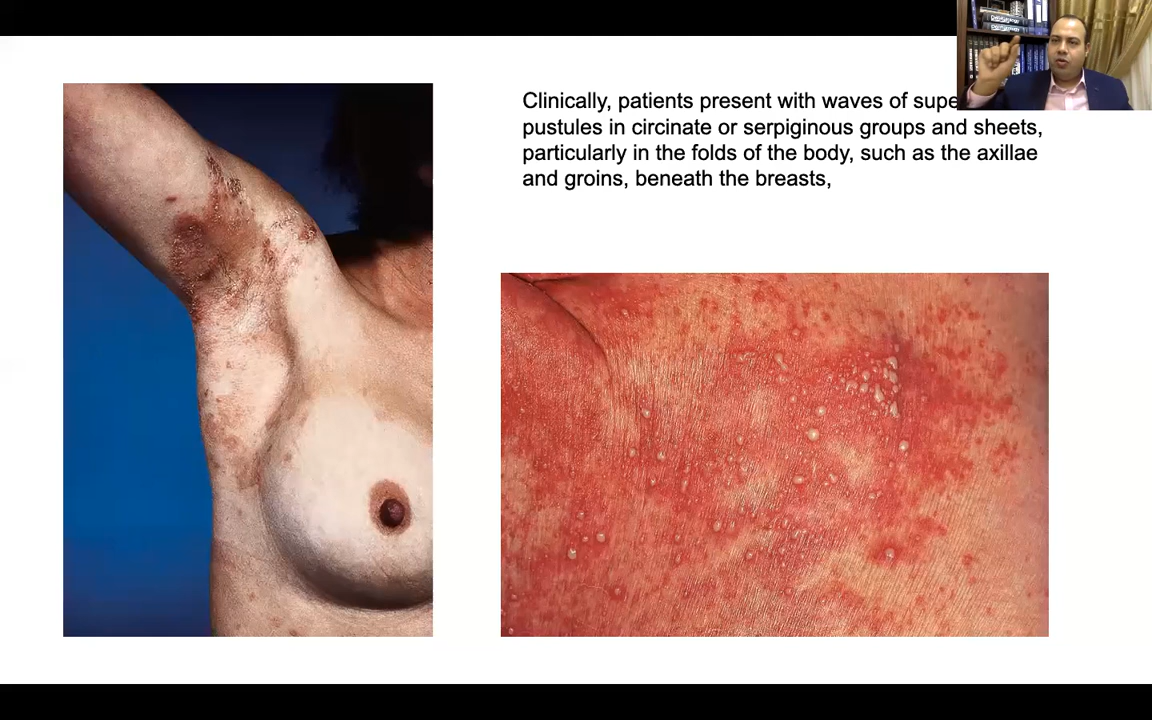 Clinically, patients present with waves of supe
pustules in circinate or serpiginous groups and sheets,
particularly in the folds of the body, such as the axillae
and groins, beneath the breasts,